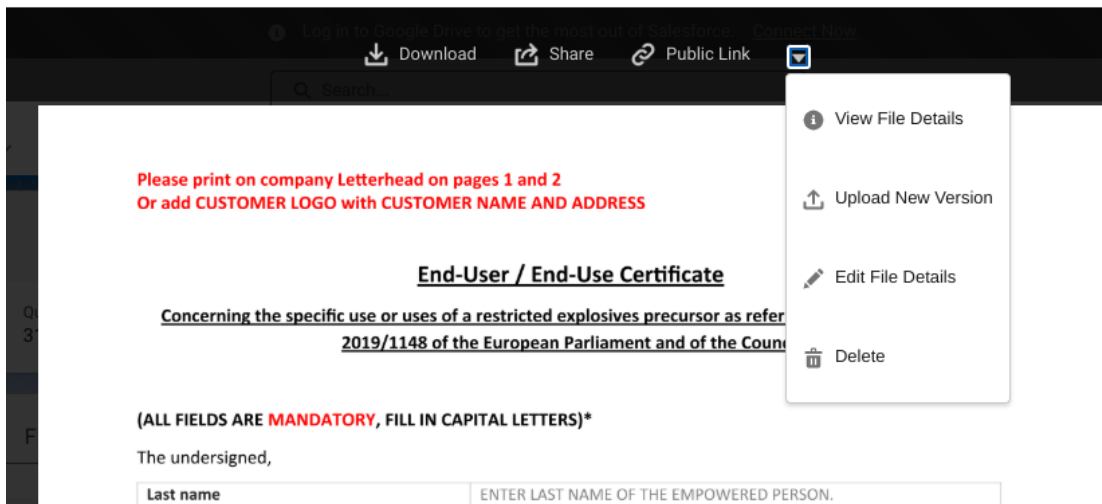 Log in to Google Drive to get the most out of Salesforce. Connect Now
Download Share Public Link
Search...
View File Details
Upload New Version
Edit File Details
Delete
Please print on company Letterhead on pages 1 and 2
Or add CUSTOMER LOGO with CUSTOMER NAME AND ADDRESS
End-User / End-Use Certificate
Concerning the specific use or uses of a restricted explosives precursor as refer
2019/1148 of the European Parliament and of the Coun
(ALL FIELDS ARE MANDATORY, FILL IN CAPITAL LETTERS)*
The undersigned,
Last name ENTER LAST NAME OF THE EMPOWERED PERSON.